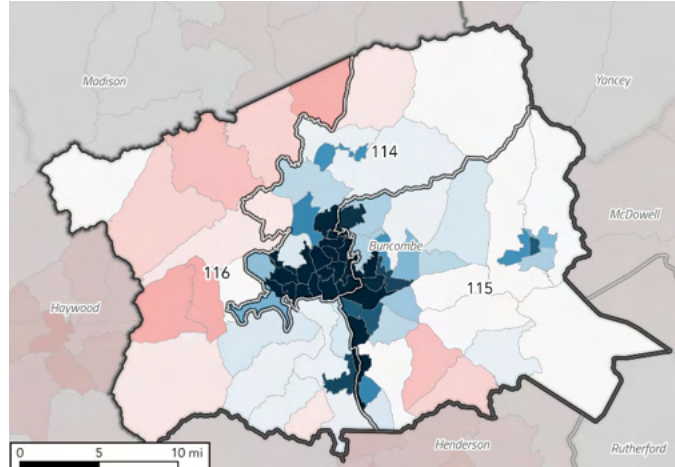 Madison
Yancey
114
McDowell
Buncombe
116
115
Haywood
Henderson
Rutherford
0 5 10 mi